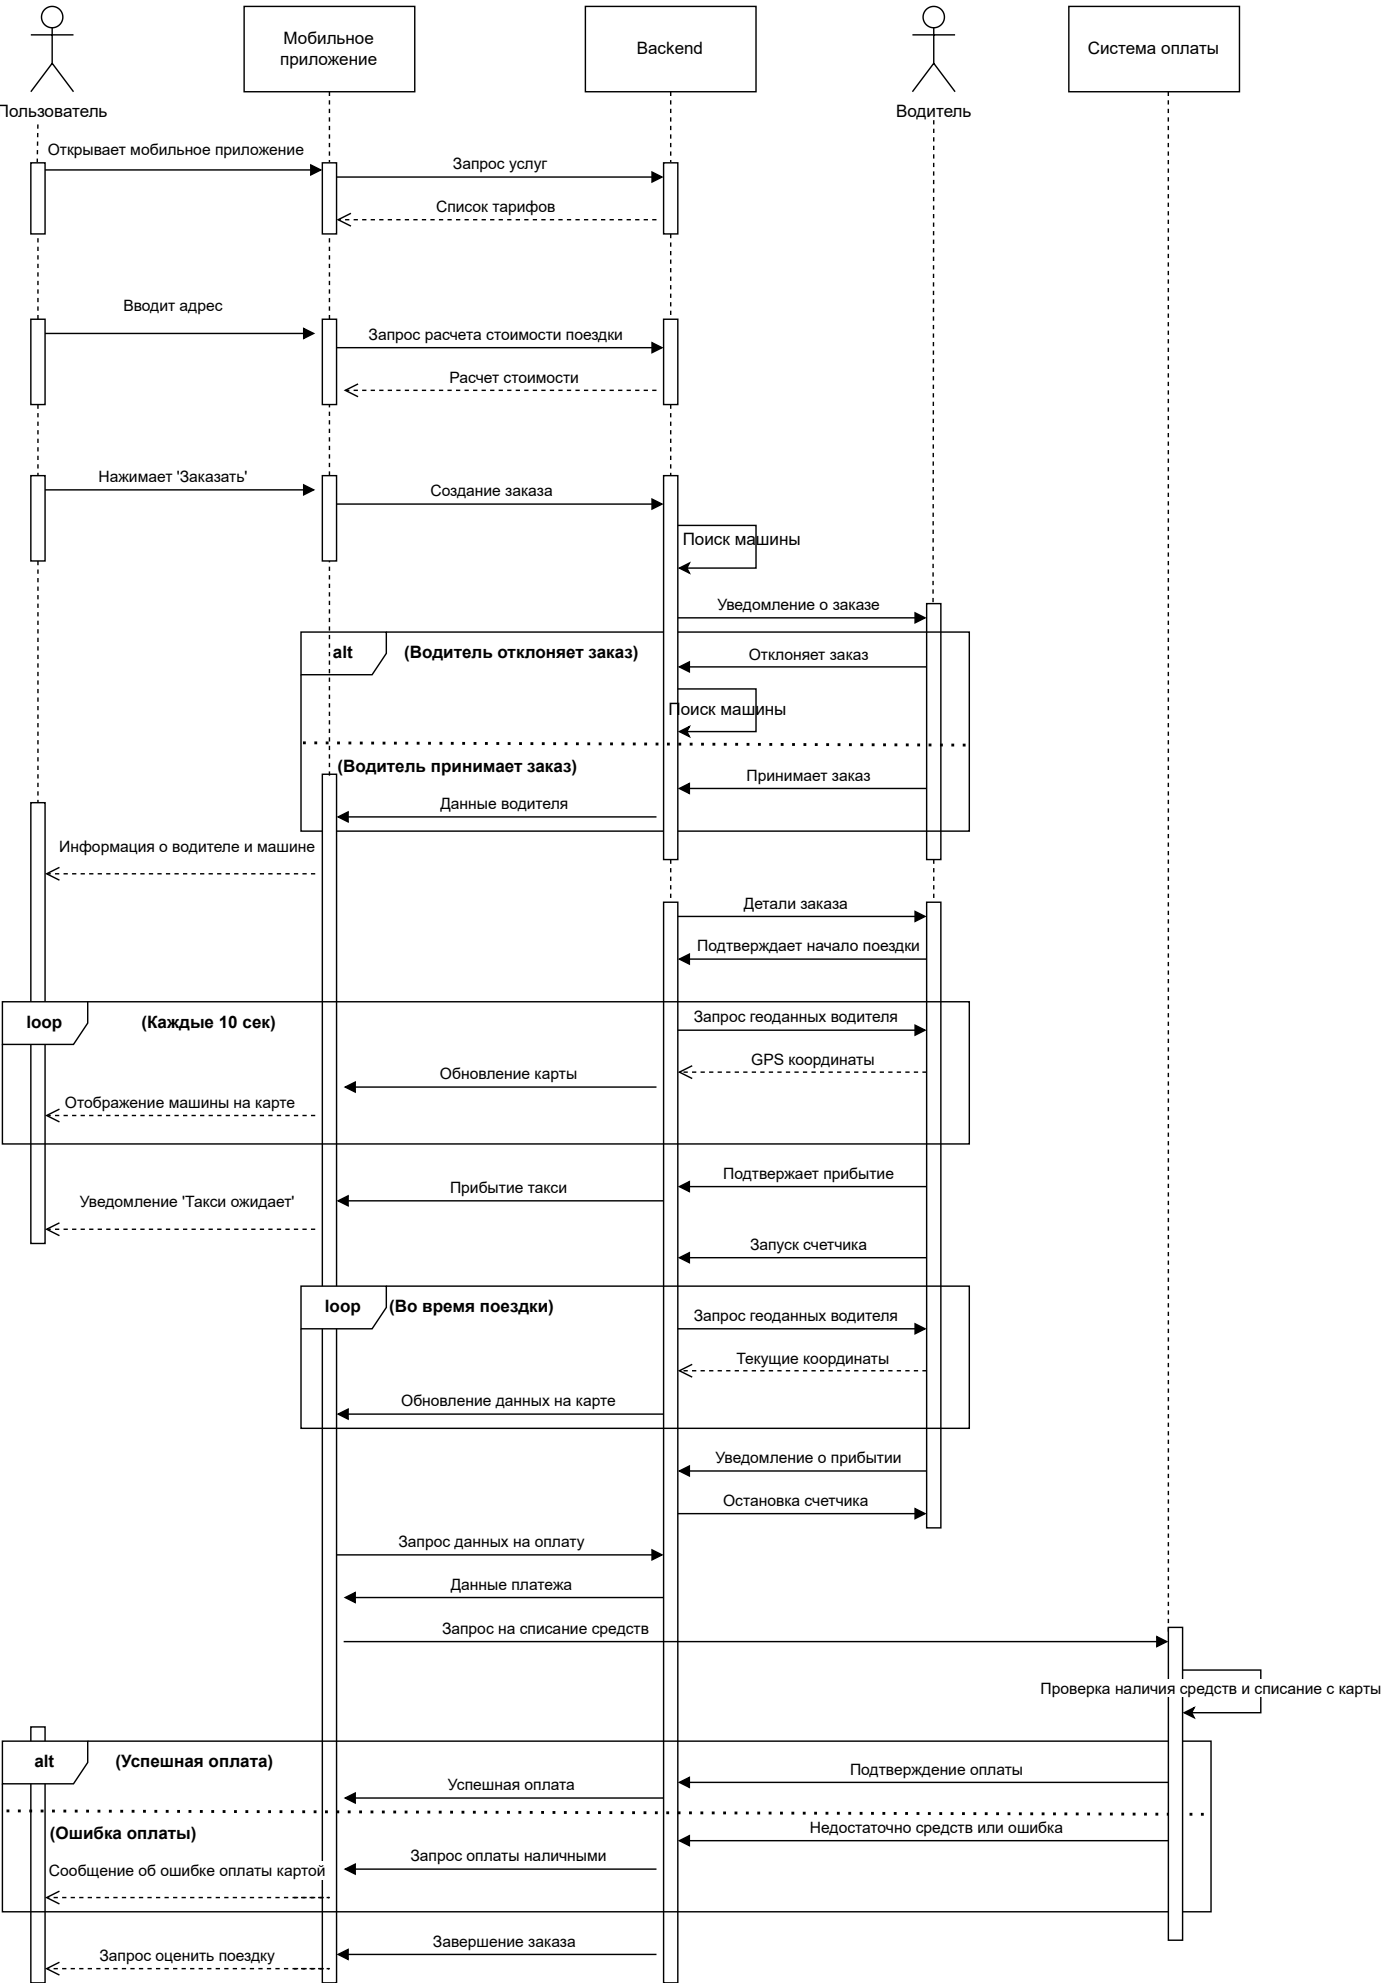 Мобильное
приложение
Backend
Система оплаты
Пользователь
Водитель
Открывает мобильное приложение
Запрос услуг
Список тарифов
Вводит адрес
Запрос расчета стоимости поездки
Расчет стоимости
Нажимает 'Заказать'
Создание заказа
Поиск машины
Уведомление о заказе
alt
(Водитель отклоняет заказ)
Отклоняет заказ
Поиск машины
(Водитель принимает заказ)
Принимает заказ
Данные водителя
Информация о водителе и машине
Детали заказа
Подтверждает начало поездки
loop
(Каждые 10 сек)
Запрос геоданных водителя
GPS координаты
Обновление карты
Отображение машины на карте
Подтвержает прибытие
Прибытие такси
Уведомление 'Такси ожидает'
Запуск счетчика
loop
(Во время поездки)
Запрос геоданных водителя
Текущие координаты
Обновление данных на карте
Уведомление о прибытии
Остановка счетчика
Запрос данных на оплату
Данные платежа
Запрос на списание средств
Проверка наличия средств и списание с карты
alt
(Успешная оплата)
Подтверждение оплаты
Успешная оплата
(Ошибка оплаты)
Недостаточно средств или ошибка
Запрос оплаты наличными
Сообщение об ошибке оплаты картой
Завершение заказа
Запрос оценить поездку